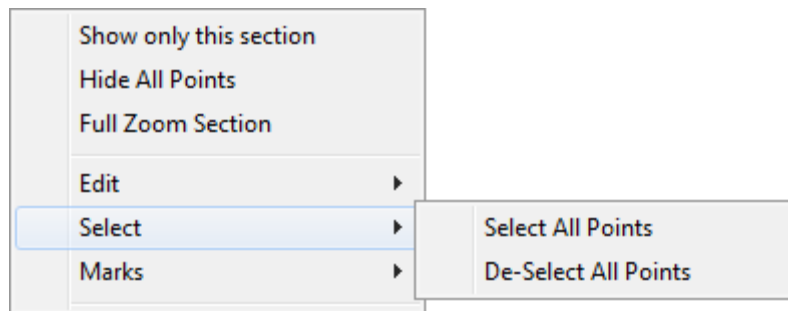 Show only this section
Hide All Points
Full Zoom Section
Edit
Select
Marks
Select All Points
De-Select All Points